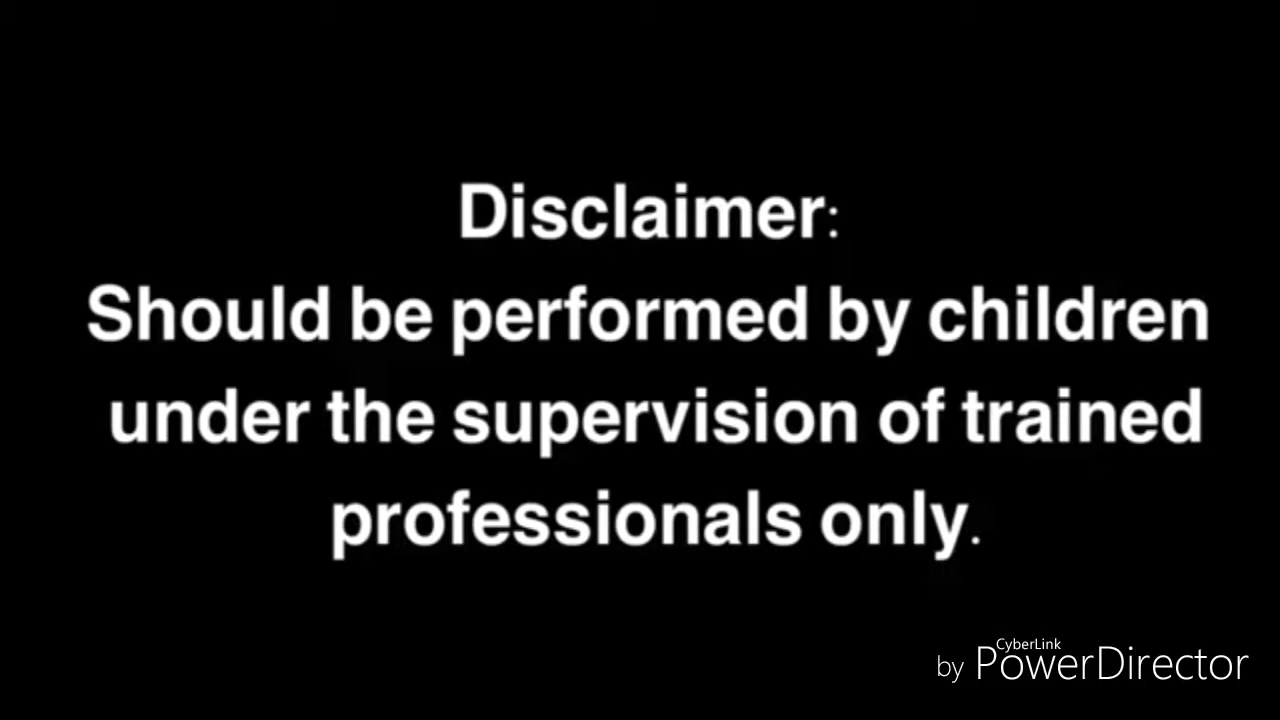 Disclaimer:
Should be performed by children
under the supervision of trained
professionals only.
CyberLink
by PowerDirector